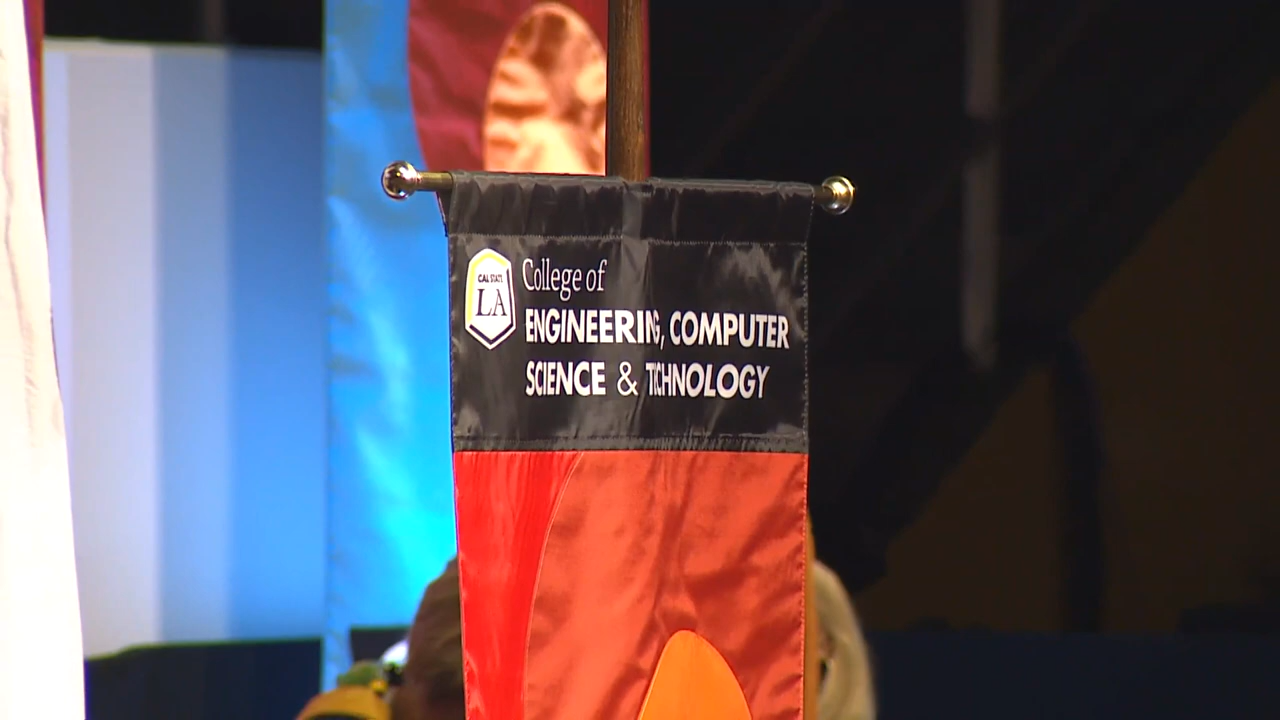 CAL STATE
LA
College of
ENGINEERING, COMPUTER
SCIENCE & TECHNOLOGY